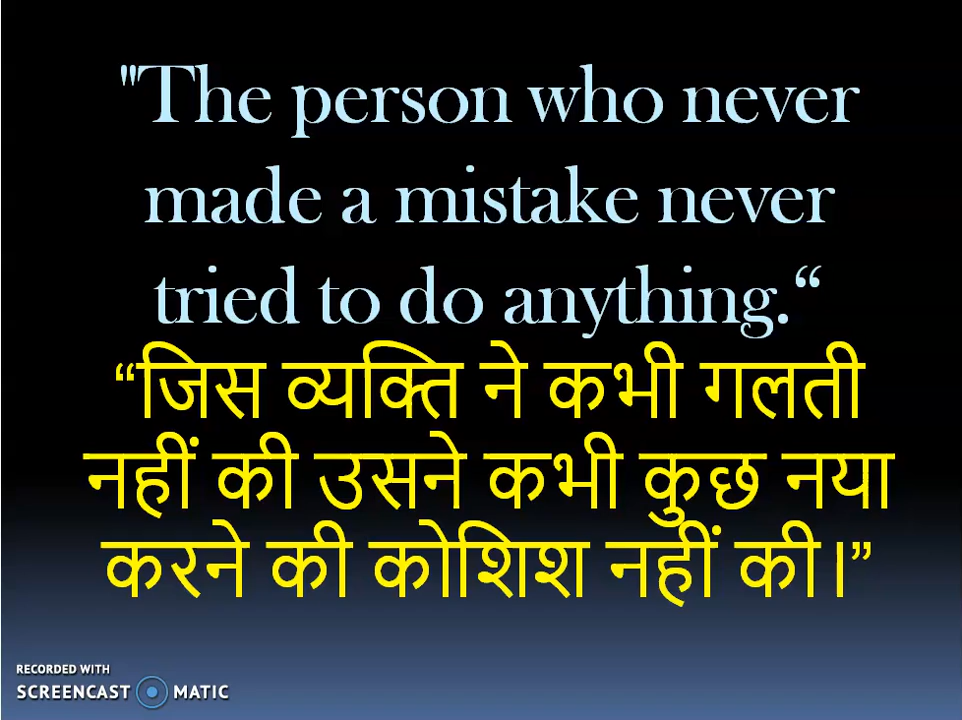 "The person who never
made a mistake never
tried to do anything.“
“जिस व्यक्ति ने कभी गलती
नहीं की उसने कभी कुछ नया
करने की कोशिश नहीं की।”
RECORDED WITH
SCREENCAST MATIC